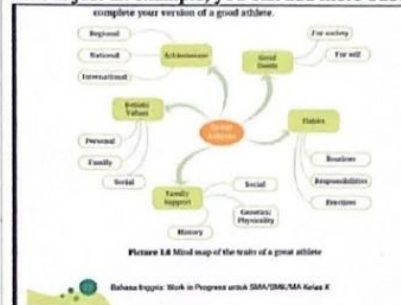 complete your version of a good athlete.
Regional
National
International
Achievement
Good Deeds
For society
For self
Beliefs/
Values
Personal
Family
Social
Great
Athlete
Habits
Routines
Responsibilities
Practices
Family
Support
Social
Genetics/
Physicality
History
Picture 1.6 Mind map of the traits of a great athlete
Bahasa Inggris: Work in Progress untuk SMA/SMK/MA Kelas X